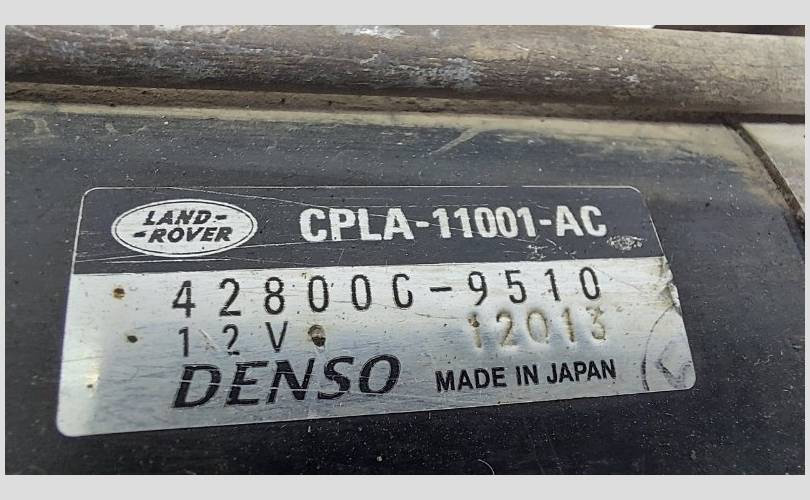 LAND-
-ROVER
CPLA-11001-AC
428000-9510
12V 12013
DENSO
MADE IN JAPAN